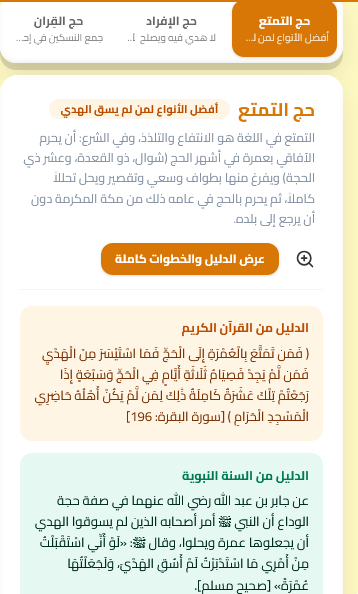 حج التمتع
أفضل الأنواع لمن لـ...
حج الإفراد
لا هدي فيه ويصلح لـ...
حج القِران
جمع النسكين في إحـ...
حج التمتع
أفضل الأنواع لمن لم يسق الهدي
التمتع في اللغة هو الانتفاع والتلذذ، وفي الشرع: أن يحرم
الآفاقي بعمرة في أشهر الحج (شوال، ذو القعدة، وعشر ذي
الحجة) ويفرغ منها بطواف وسعي وتقصير ويحل تحللاً
كاملاً، ثم يحرم بالحج في عامه ذلك من مكة المكرمة دون
أن يرجع إلى بلده.
عرض الدليل والخطوات كاملة
الدليل من القرآن الكريم
﴿ فَمَن تَمَتَّعَ بِالْعُمْرَةِ إِلَى الْحَجِّ فَمَا اسْتَيْسَرَ مِنَ الْهَدْيِ
فَمَن لَّمْ يَجِدْ فَصِيَامُ ثَلَاثَةِ أَيَّامٍ فِي الْحَجِّ وَسَبْعَةٍ إِذَا
رَجَعْتُمْ تِلْكَ عَشَرَةٌ كَامِلَةٌ ذَٰلِكَ لِمَن لَّمْ يَكُنْ أَهْلُهُ حَاضِرِي
الْمَسْجِدِ الْحَرَامِ ﴾ [سورة البقرة: 196]
الدليل من السنة النبوية
عن جابر بن عبد الله رضي الله عنهما في صفة حجة
الوداع أن النبي ﷺ أمر أصحابه الذين لم يسوقوا الهدي
أن يجعلوها عمرة ويحلوا، وقال ﷺ: «لَوْ أَنِّي اسْتَقْبَلْتُ
مِنْ أَمْرِي مَا اسْتَدْبَرْتُ لَمْ أَسُقِ الهَدْيَ، وَلَجَعَلْتُهَا
عُمْرَةً» [صحيح مسلم].